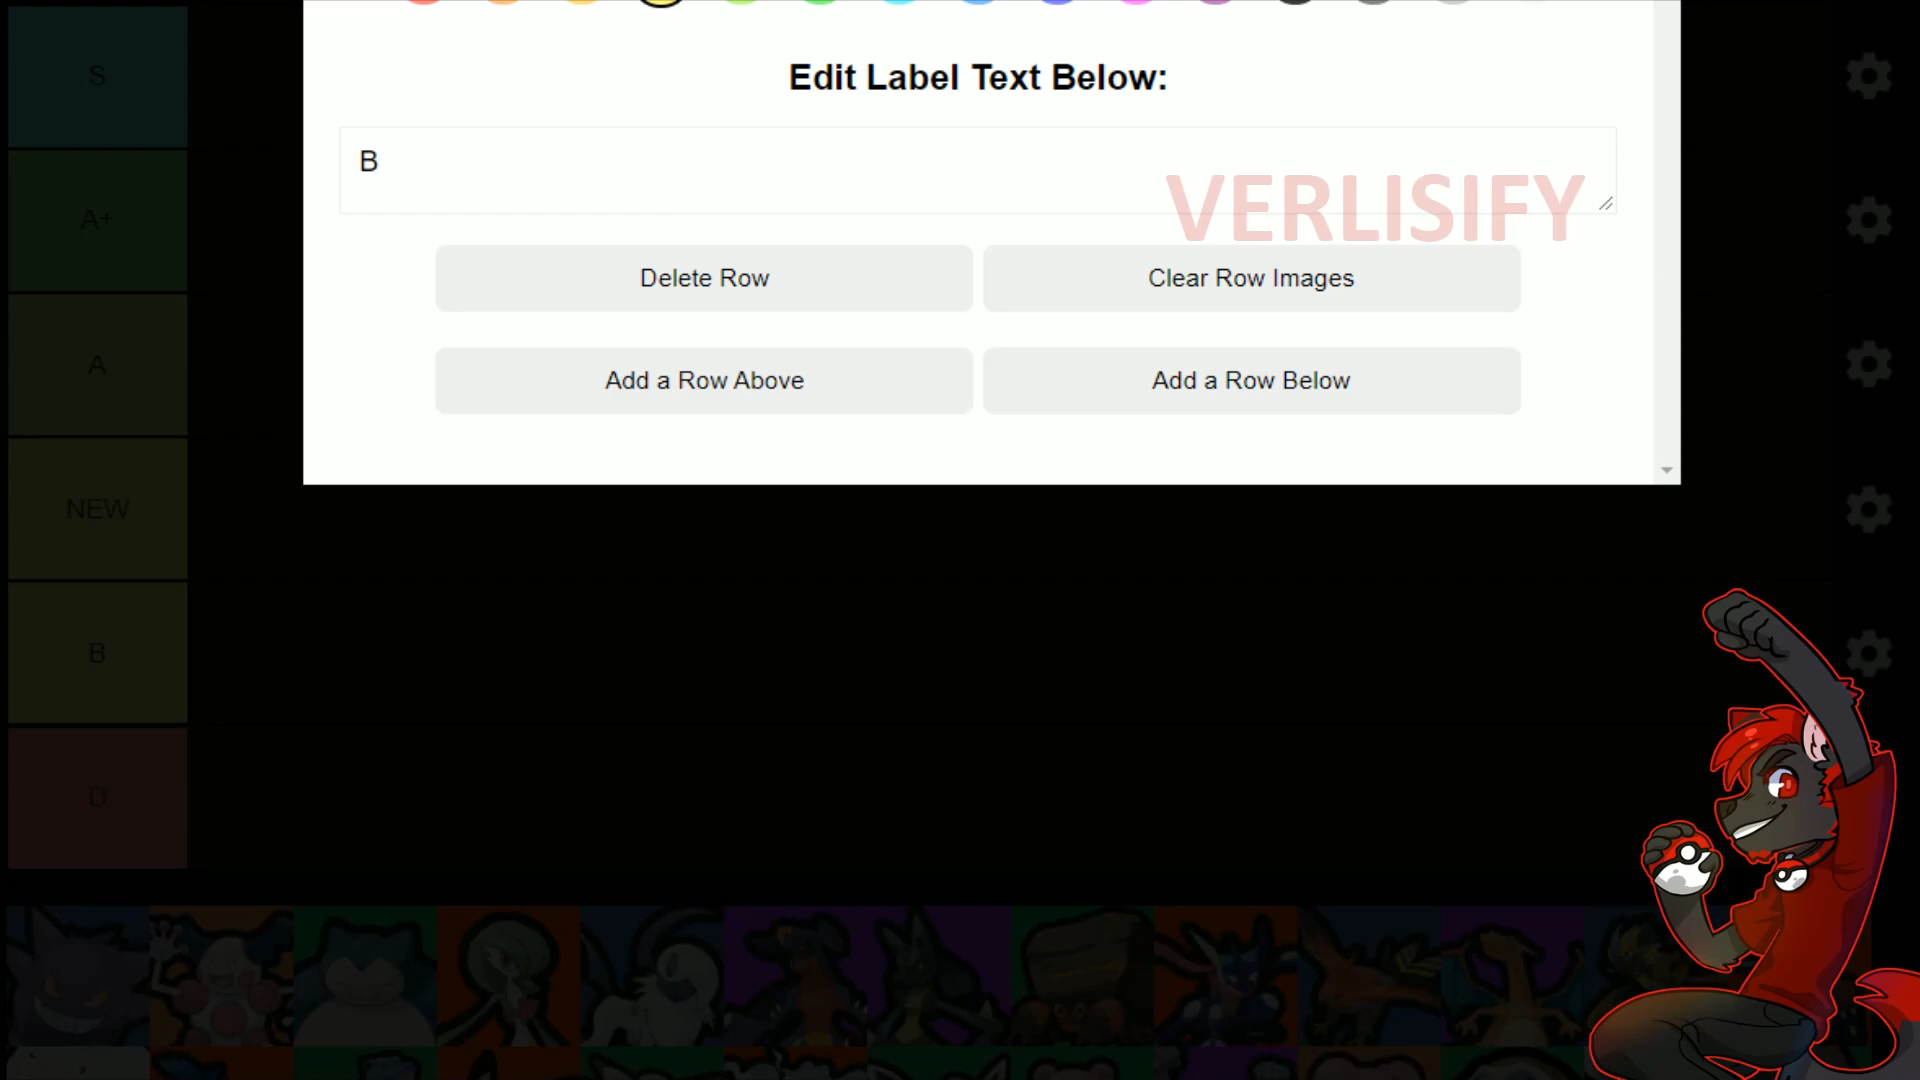 S
A+
A
NEW
B
D
Edit Label Text Below:
B
VERLISIFY
Delete Row
Clear Row Images
Add a Row Above
Add a Row Below